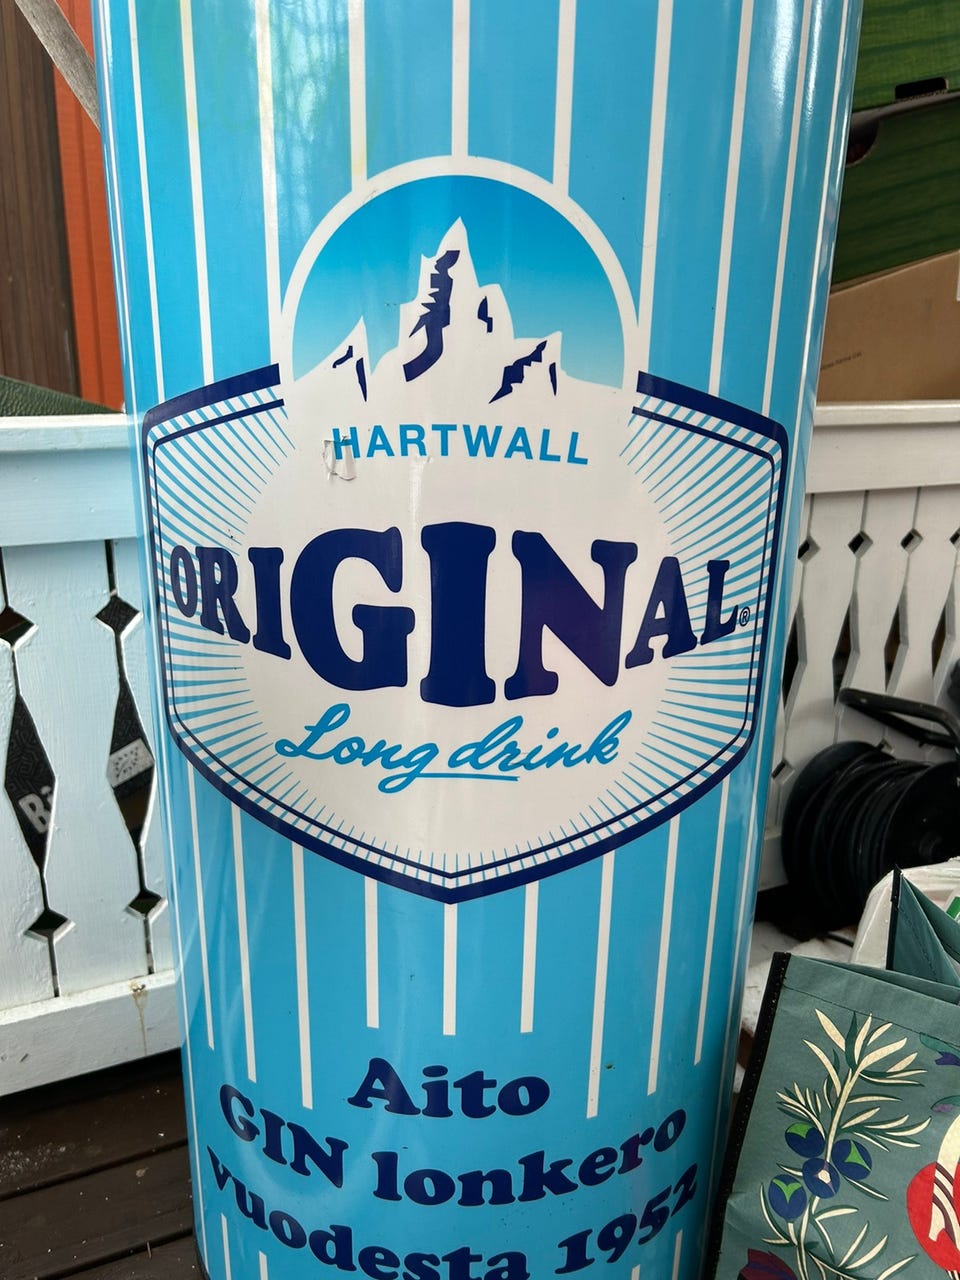 HARTWALL
ORIGINAL®
Long drink
Aito
GIN lonkero
vuodesta 1952